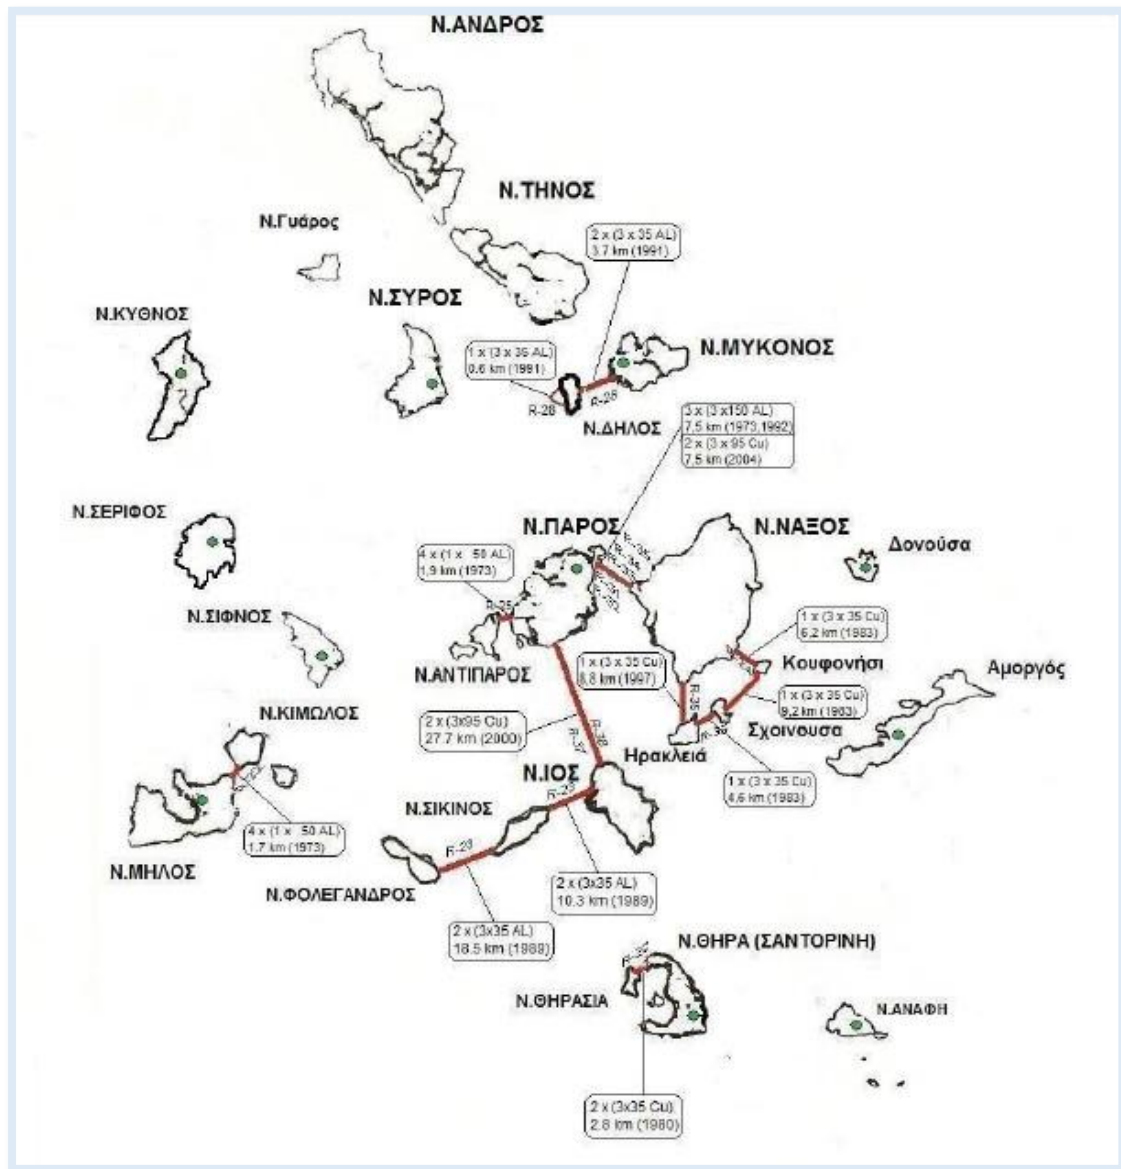 Ν.ΑΝΔΡΟΣ
Ν.ΤΗΝΟΣ
Ν.Γυάρος
2 x (3 x 35 AL)
3.7 km (1991)
Ν.ΣΥΡΟΣ
Ν.ΚΥΘΝΟΣ
Ν.ΜΥΚΟΝΟΣ
1 x (3 x 35 AL)
0.6 km (1991)
R-28
R-28
Ν.ΔΗΛΟΣ
3 x (3 x150 AL)
7,5 km (1973,1992)
2 x (3 x 95 Cu)
7,5 km (2004)
Ν.ΣΕΡΙΦΟΣ
Ν.ΠΑΡΟΣ
Ν.ΝΑΞΟΣ
Δονούσα
4 x (1 x 50 AL)
1,9 km (1973)
R-25
Ν.ΣΙΦΝΟΣ
1 x (3 x 35 Cu)
6,2 km (1983)
Ν.ΑΝΤΙΠΑΡΟΣ
1 x (3 x 35 Cu)
8,8 km (1997)
R-35
Κουφονήσι
Αμοργός
1 x (3 x 35 Cu)
9,2 km (1983)
Ν.ΚΙΜΩΛΟΣ
2 x (3x95 Cu)
27.7 km (2000)
R-37
R-38
Σχοινουσα
Ηρακλειά
Ν.ΙΟΣ
1 x (3 x 35 Cu)
4,6 km (1983)
Ν.ΣΙΚΙΝΟΣ
4 x (1 x 50 AL)
1.7 km (1973)
R-23
Ν.ΜΗΛΟΣ
Ν.ΦΟΛΕΓΑΝΔΡΟΣ
2 x (3x35 AL)
10.3 km (1989)
2 x (3x35 AL)
18.5 km (1989)
Ν.ΘΗΡΑ (ΣΑΝΤΟΡΙΝΗ)
Ν.ΘΗΡΑΣΙΑ
Ν.ΑΝΑΦΗ
2 x (3x35 Cu)
2.8 km (1980)